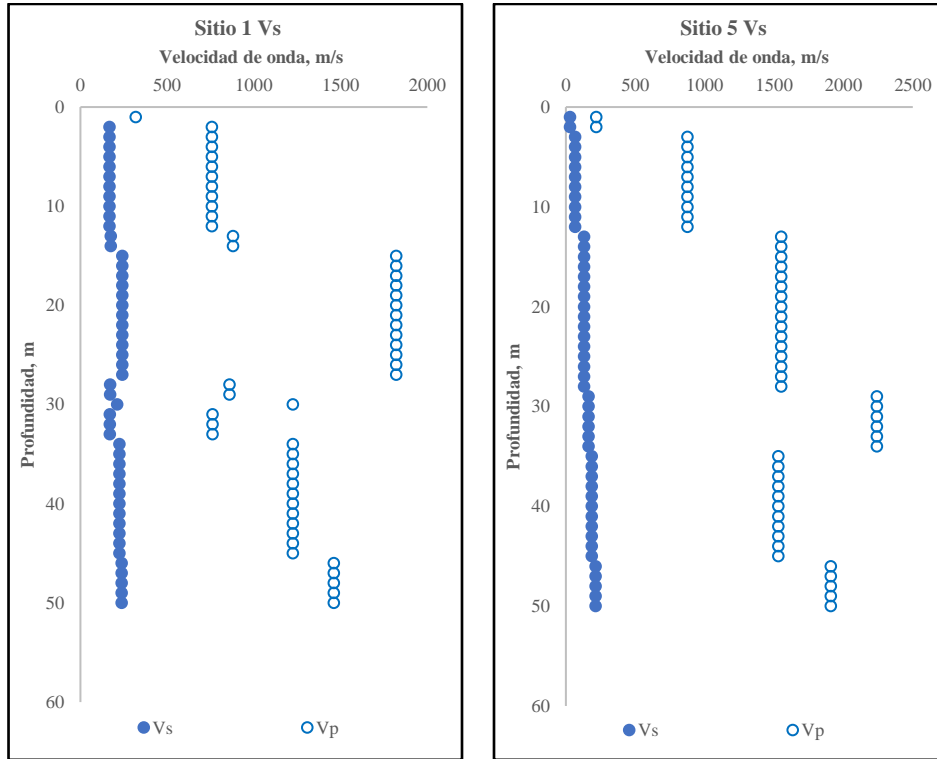 Sitio 1 Vs
Velocidad de onda, m/s
0 500 1000 1500 2000
0
10
20
30
40
50
60
Profundidad, m
Vs Vp
Sitio 5 Vs
Velocidad de onda, m/s
0 500 1000 1500 2000 2500
0
10
20
30
40
50
60
Profundidad, m
Vs Vp